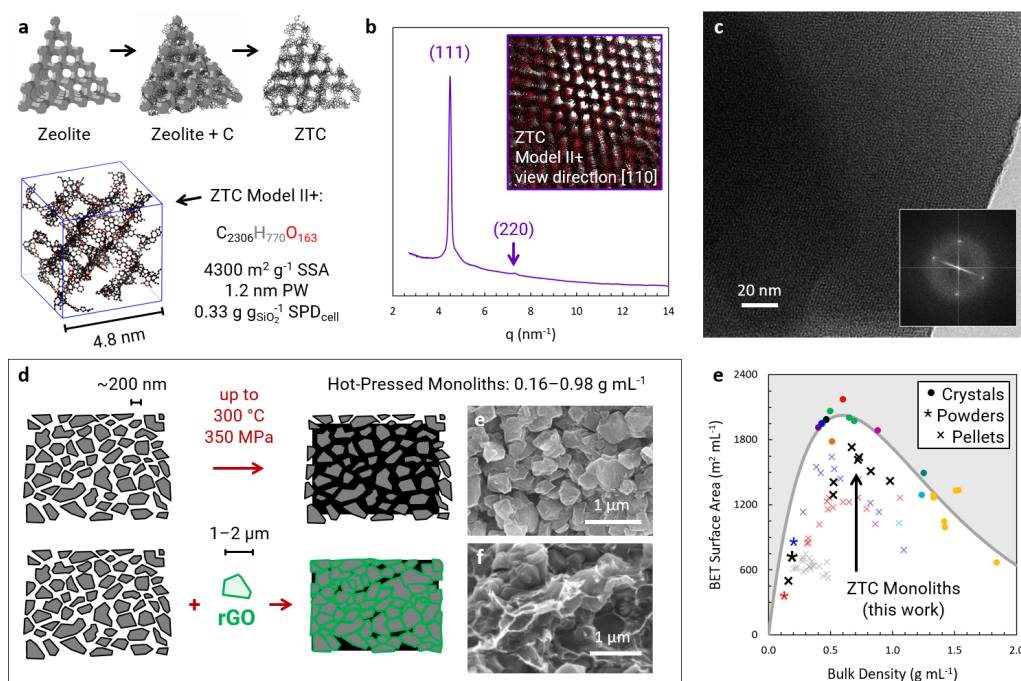 a
Zeolite
Zeolite + C
ZTC
ZTC Model II+:
C₂₃₀₆H₇₇₀O₁₆₃
4300 m² g⁻¹ SSA
1.2 nm PW
0.33 g g_SiO₂⁻¹ SPD_cell
4.8 nm
b
(111)
(220)
ZTC
Model II+
view direction [110]
2
4
6
8
10
12
14
q (nm⁻¹)
c
20 nm
d
~200 nm
up to
300 °C
350 MPa
Hot-Pressed Monoliths: 0.16–0.98 g mL⁻¹
e
1 µm
1–2 µm
+
rGO
f
1 µm
e
2400
1800
1200
600
0
BET Surface Area (m² mL⁻¹)
• Crystals
* Powders
× Pellets
ZTC Monoliths
(this work)
0.0
0.5
1.0
1.5
2.0
Bulk Density (g mL⁻¹)